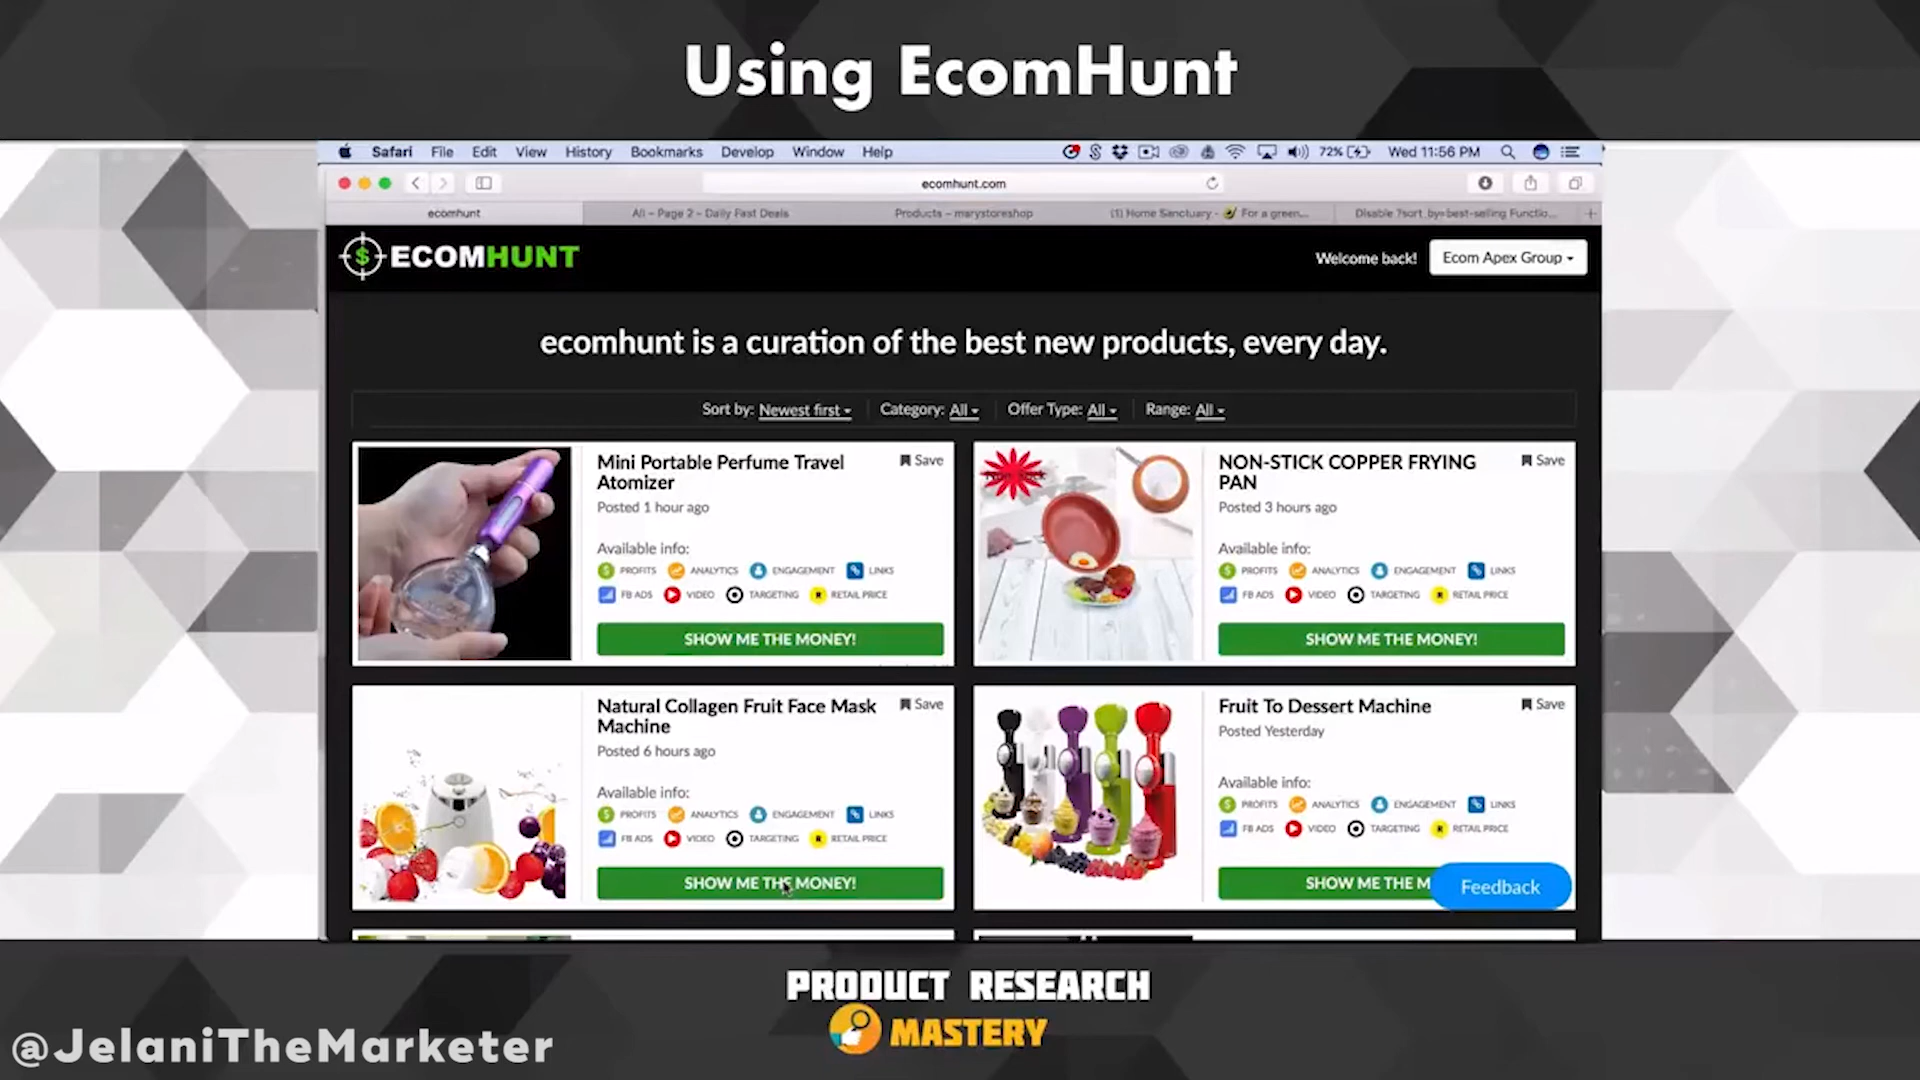 Using EcomHunt
Safari File Edit View History Bookmarks Develop Window Help 72% Wed 11:56 PM
ecomhunt.com
ecomhunt All – Page 2 – Daily Fast Deals Products – marystoreshop (1) Home Sanctuary - 🥑 For a green... Disable ?sort_by=best-selling Functio...
$ ECOMHUNT Welcome back! Ecom Apex Group
ecomhunt is a curation of the best new products, every day.
Sort by: Newest first Category: All Offer Type: All Range: All
Mini Portable Perfume Travel Atomizer
Save
Posted 1 hour ago
Available info:
PROFITS ANALYTICS ENGAGEMENT LINKS
FB ADS VIDEO TARGETING RETAIL PRICE
SHOW ME THE MONEY!
NON-STICK COPPER FRYING PAN
Save
Posted 3 hours ago
Available info:
PROFITS ANALYTICS ENGAGEMENT LINKS
FB ADS VIDEO TARGETING RETAIL PRICE
SHOW ME THE MONEY!
Natural Collagen Fruit Face Mask Machine
Save
Posted 6 hours ago
Available info:
PROFITS ANALYTICS ENGAGEMENT LINKS
FB ADS VIDEO TARGETING RETAIL PRICE
SHOW ME THE MONEY!
Fruit To Dessert Machine
Save
Posted Yesterday
Available info:
PROFITS ANALYTICS ENGAGEMENT LINKS
FB ADS VIDEO TARGETING RETAIL PRICE
SHOW ME THE M
Feedback
PRODUCT RESEARCH
MASTERY
@JelaniTheMarketer